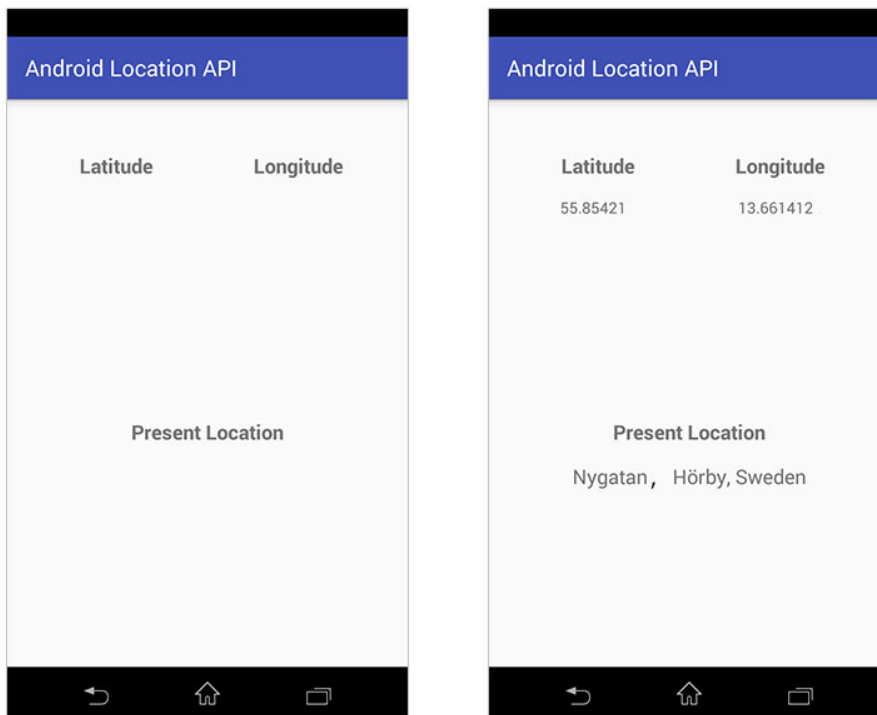 Android Location API
Latitude Longitude
Present Location
Android Location API
Latitude Longitude
55.85421 13.661412
Present Location
Nygatan, Hörby, Sweden